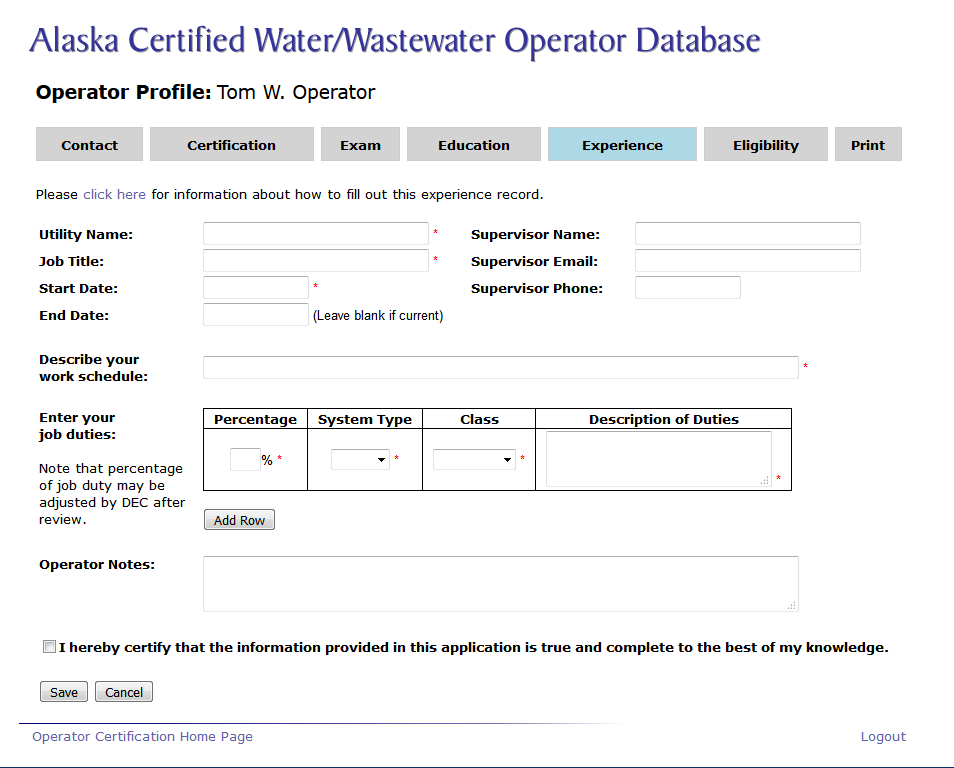 Alaska Certified Water/Wastewater Operator Database
Operator Profile: Tom W. Operator
Contact Certification Exam Education Experience Eligibility Print
Please click here for information about how to fill out this experience record.
Utility Name: * Supervisor Name:
Job Title: * Supervisor Email:
Start Date: * Supervisor Phone:
End Date: (Leave blank if current)
Describe your
work schedule: *
Enter your
job duties:
Note that percentage
of job duty may be
adjusted by DEC after
review.
Percentage System Type Class Description of Duties
% * * * *
Add Row
Operator Notes:
I hereby certify that the information provided in this application is true and complete to the best of my knowledge.
Save Cancel
Operator Certification Home Page Logout